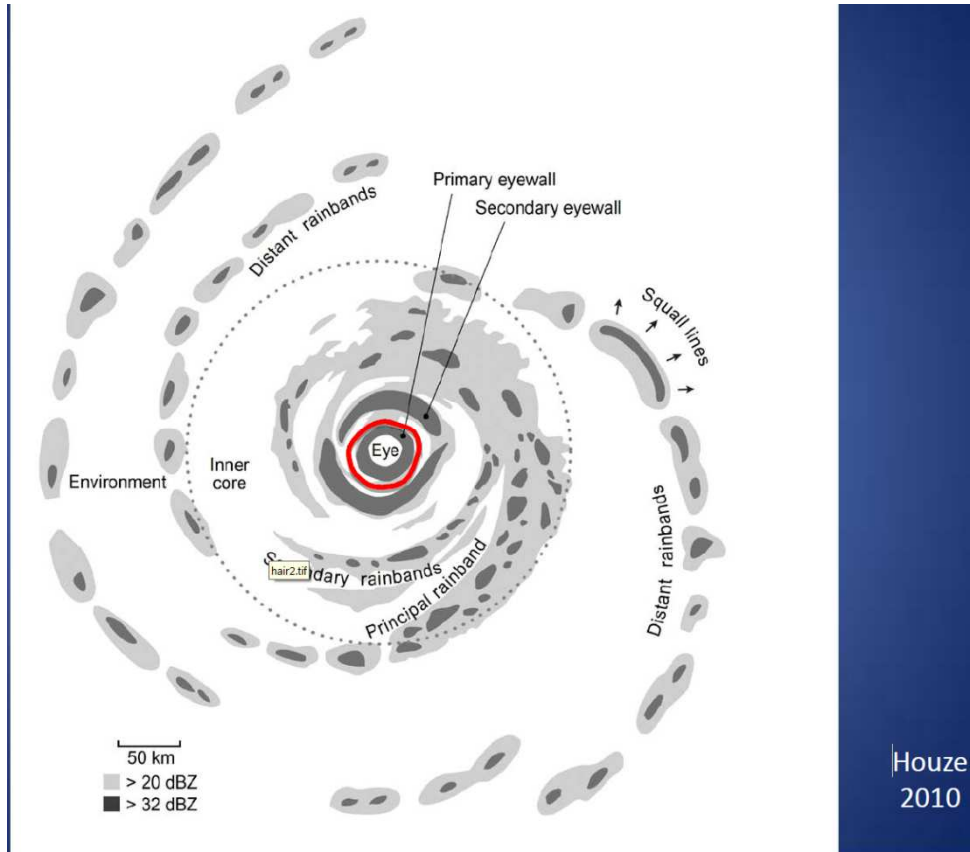 Primary eyewall
Secondary eyewall
Distant rainbands
Squall lines
Eye
Inner
core
Environment
rainbands
hair2.tif
Principal rainband
Distant rainbands
50 km
> 20 dBZ
> 32 dBZ
Houze
2010